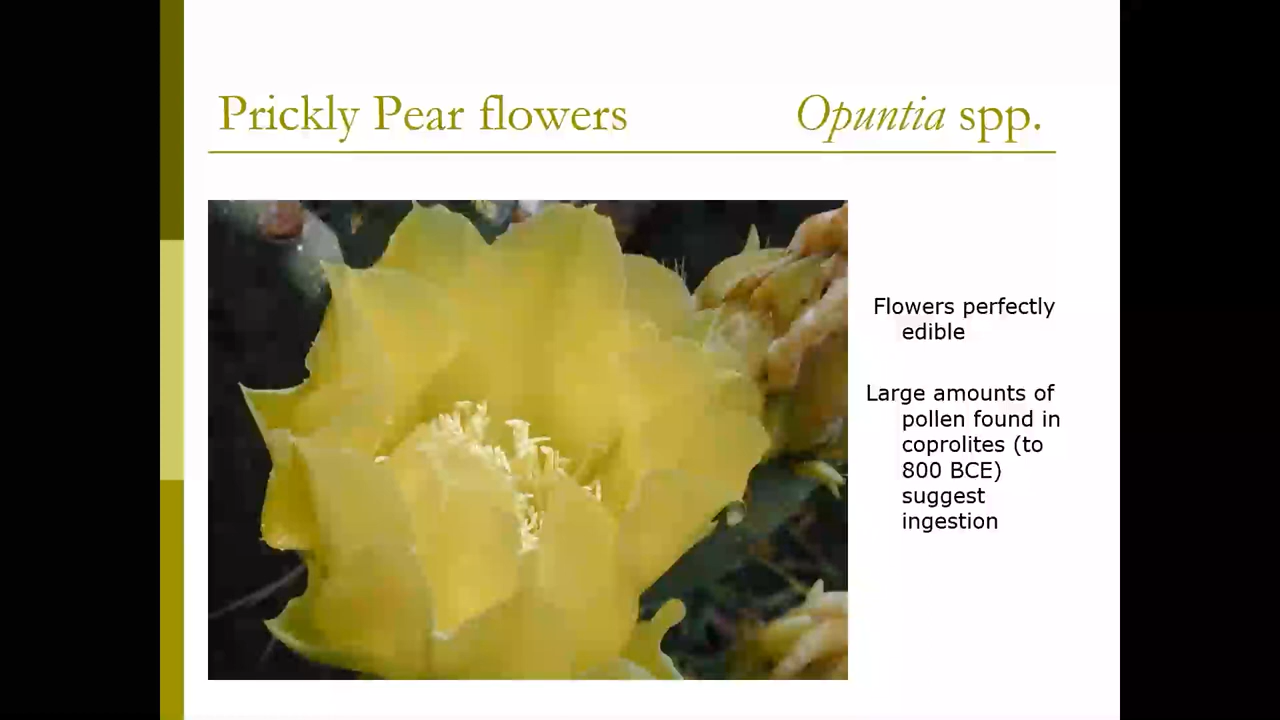 Prickly Pear flowers Opuntia spp.
Flowers perfectly
edible
Large amounts of
pollen found in
coprolites (to
800 BCE)
suggest
ingestion